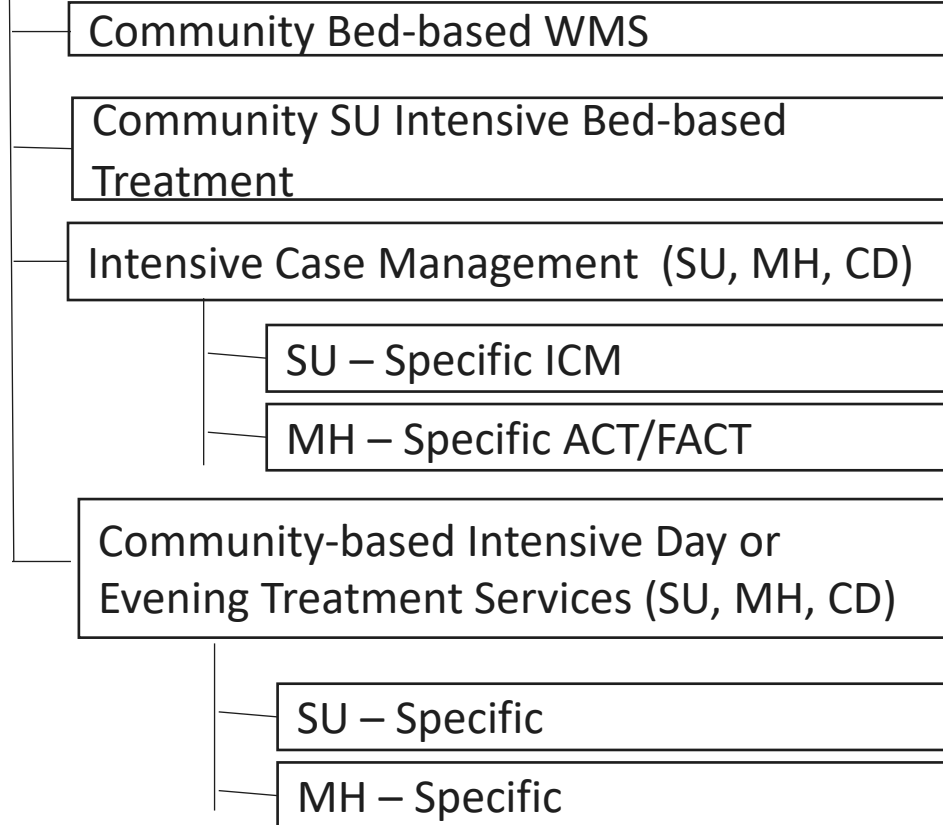 Community Bed-based WMS
Community SU Intensive Bed-based
Treatment
Intensive Case Management  (SU, MH, CD)
SU – Specific ICM
MH – Specific ACT/FACT
Community-based Intensive Day or
Evening Treatment Services (SU, MH, CD)
SU – Specific
MH – Specific